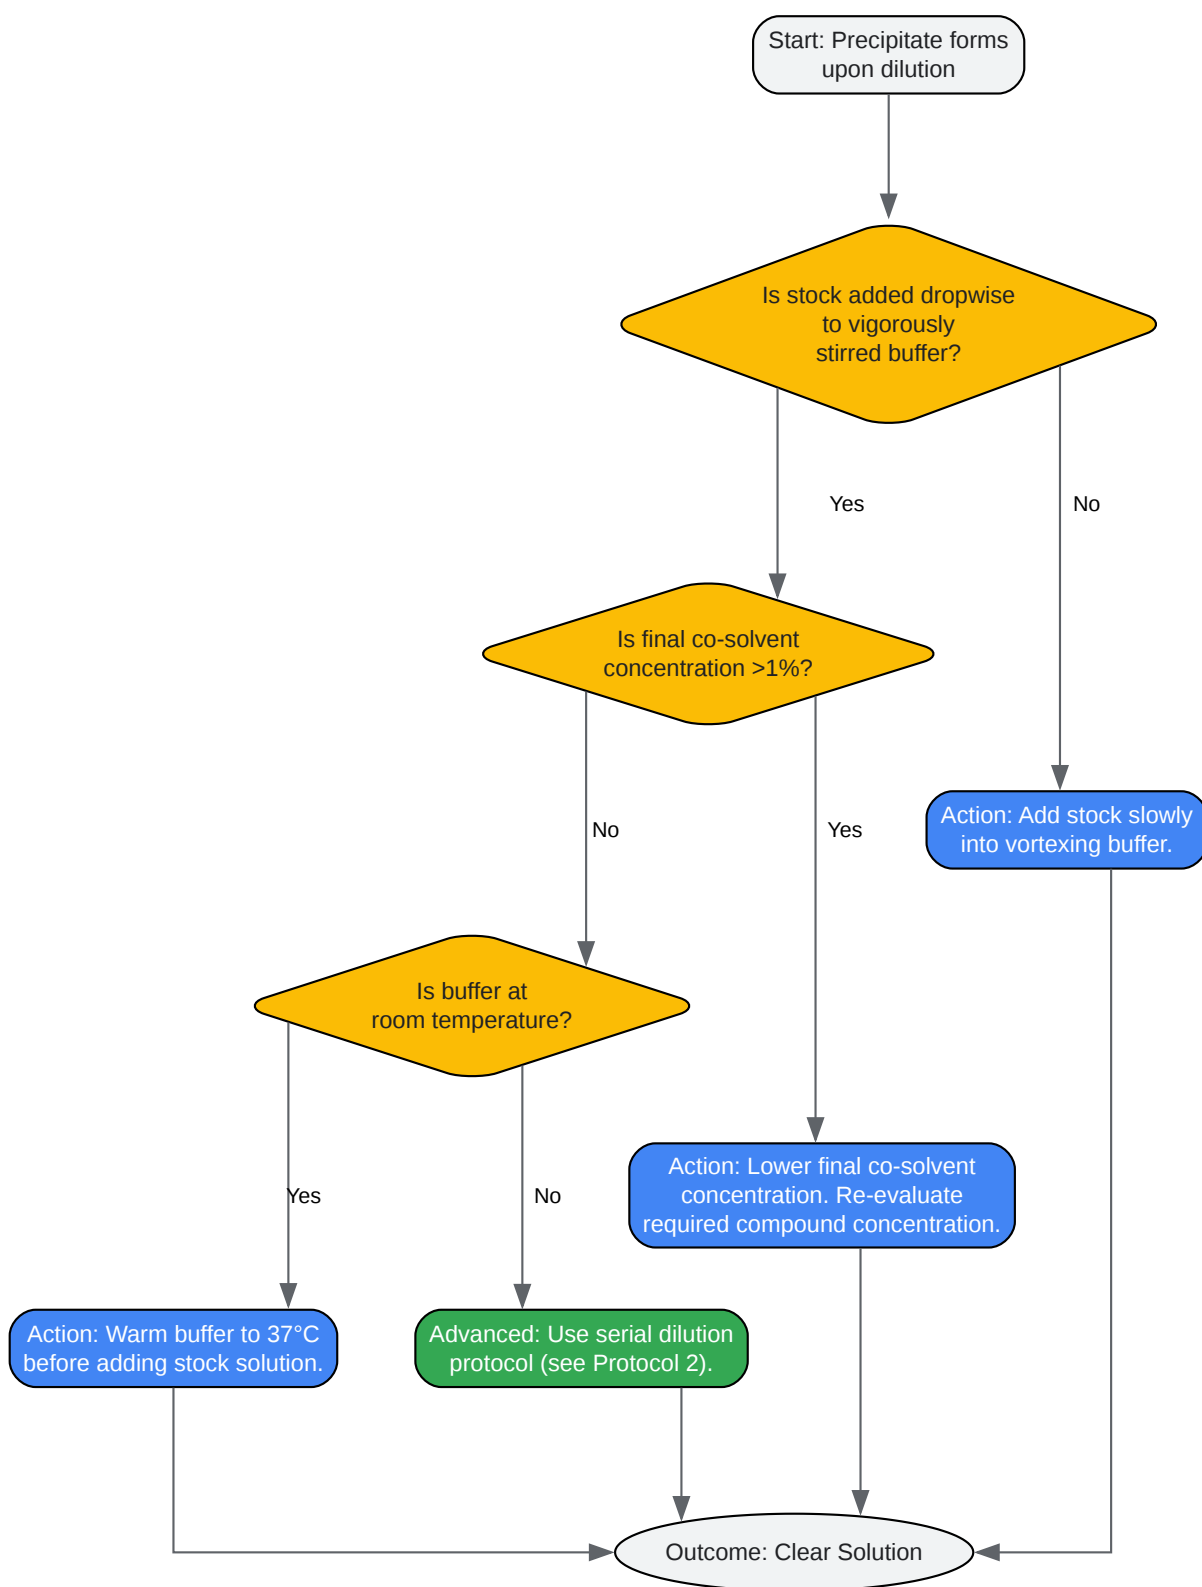 Start: Precipitate forms
upon dilution
Is stock added dropwise
to vigorously
stirred buffer?
Yes
No
Is final co-solvent
concentration >1%?
No
Yes
Action: Add stock slowly
into vortexing buffer.
Is buffer at
room temperature?
Yes
No
Action: Lower final co-solvent
concentration. Re-evaluate
required compound concentration.
Action: Warm buffer to 37°C
before adding stock solution.
Advanced: Use serial dilution
protocol (see Protocol 2).
Outcome: Clear Solution